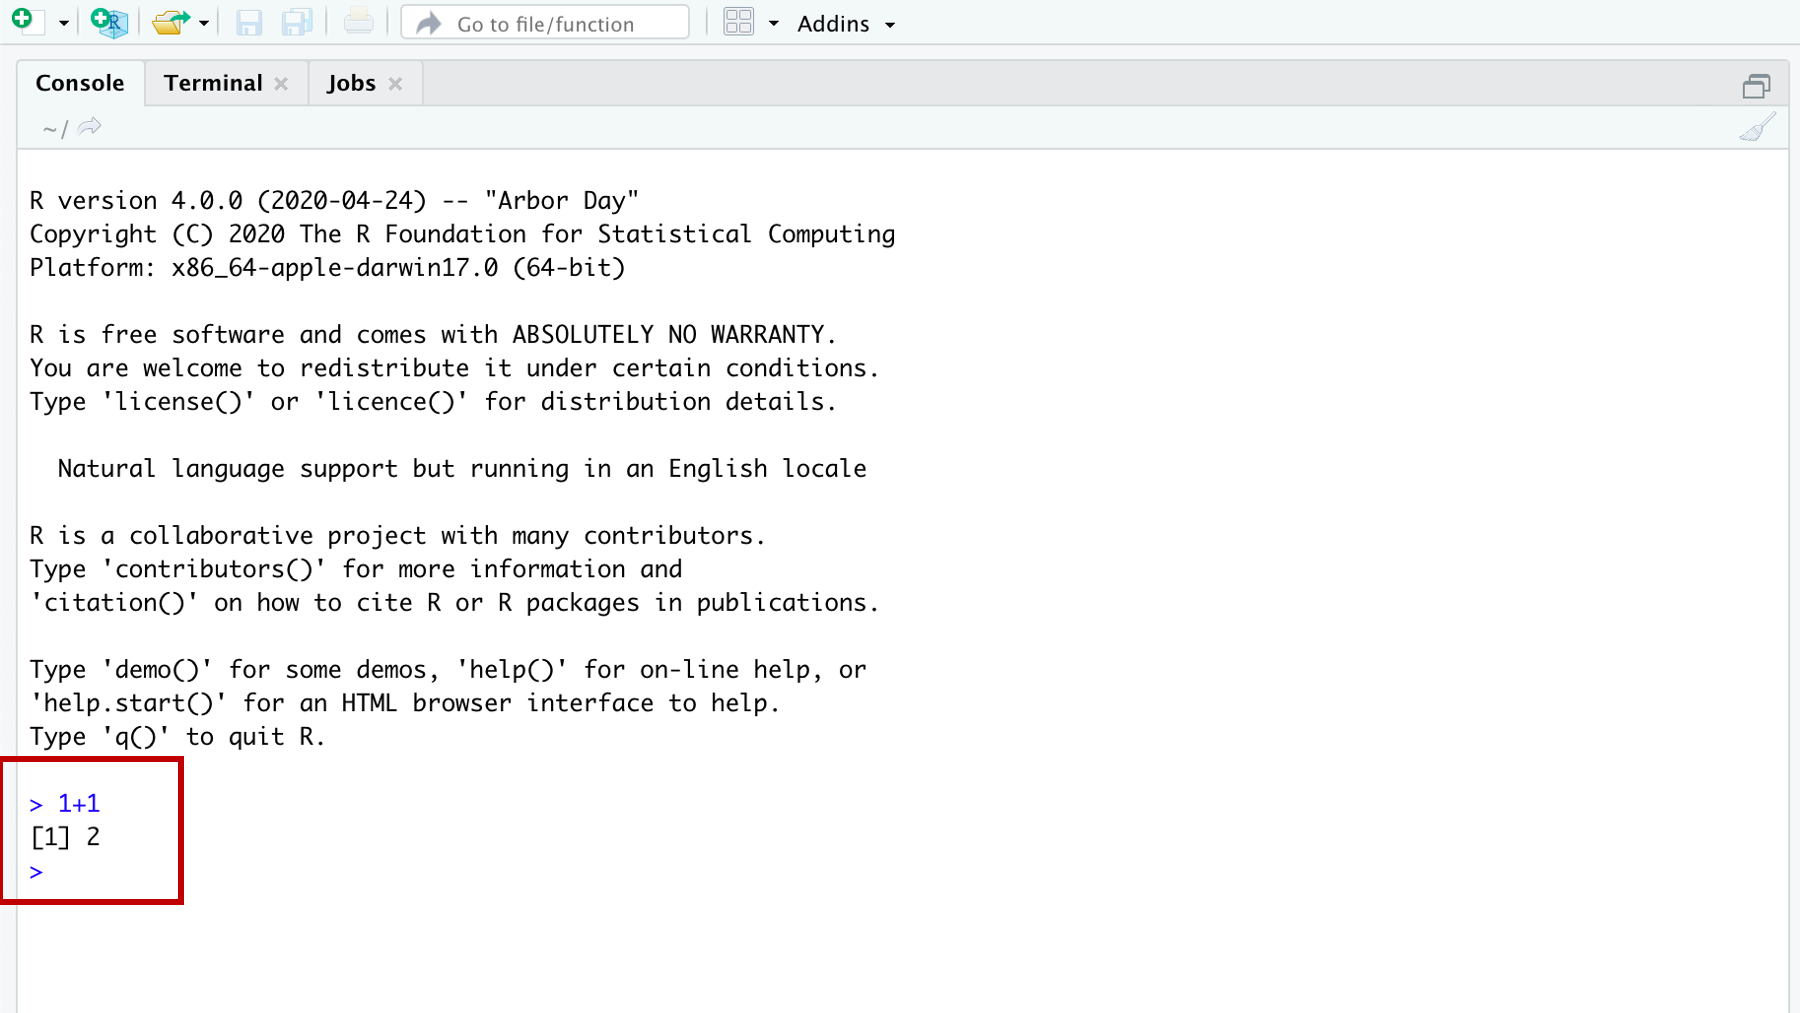 Go to file/function
Addins
Console
Terminal
Jobs
~/
R version 4.0.0 (2020-04-24) -- "Arbor Day"
Copyright (C) 2020 The R Foundation for Statistical Computing
Platform: x86_64-apple-darwin17.0 (64-bit)
R is free software and comes with ABSOLUTELY NO WARRANTY.
You are welcome to redistribute it under certain conditions.
Type 'license()' or 'licence()' for distribution details.
Natural language support but running in an English locale
R is a collaborative project with many contributors.
Type 'contributors()' for more information and
'citation()' on how to cite R or R packages in publications.
Type 'demo()' for some demos, 'help()' for on-line help, or
'help.start()' for an HTML browser interface to help.
Type 'q()' to quit R.
> 1+1
[1] 2
>